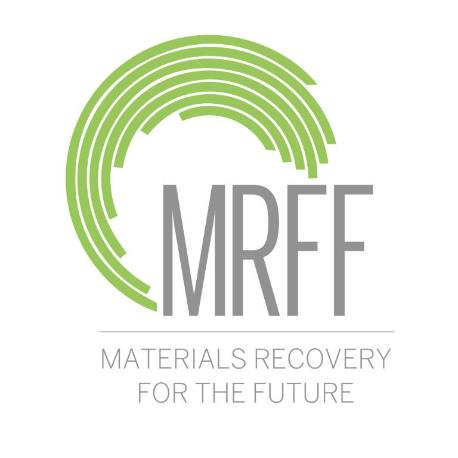 MRFF
MATERIALS RECOVERY
FOR THE FUTURE